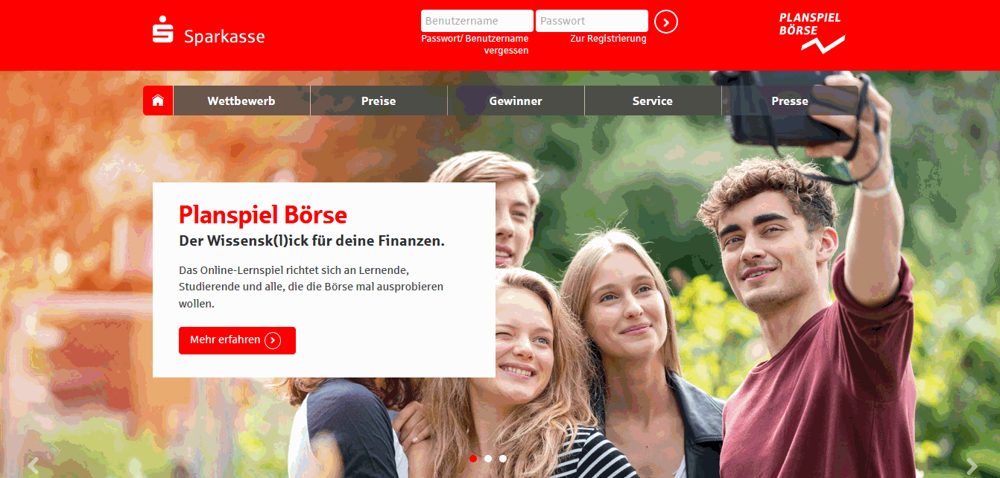 Sparkasse
Benutzername
Passwort
Passwort/ Benutzername
vergessen
Zur Registrierung
PLANSPIEL
BÖRSE
Wettbewerb
Preise
Gewinner
Service
Presse
Planspiel Börse
Der Wissensk(l)ick für deine Finanzen.
Das Online-Lernspiel richtet sich an Lernende,
Studierende und alle, die die Börse mal ausprobieren
wollen.
Mehr erfahren